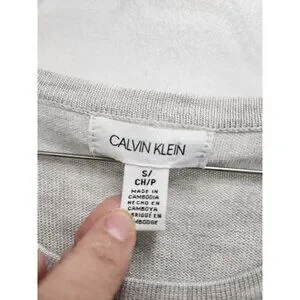 CALVIN KLEIN
S/
CH/P
MADE IN
CAMBODIA
HECHO EN
CAMBOYA
FABRIQUÉ EN
CAMBODGE